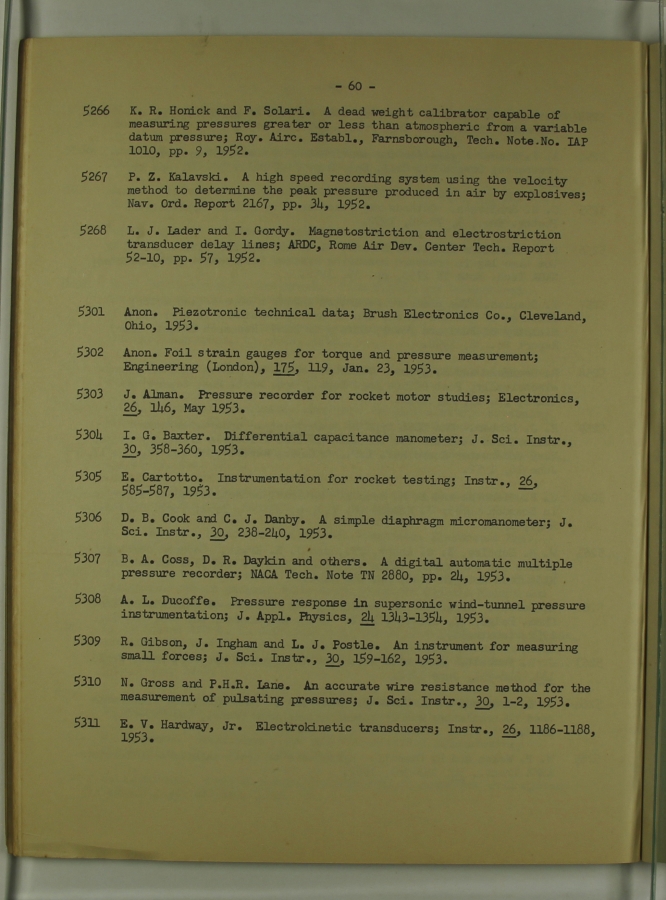 - 60 -
5266 K. R. Honick and F. Solari. A dead weight calibrator capable of
measuring pressures greater or less than atmospheric from a variable
datum pressure; Roy. Airc. Establ., Farnsborough, Tech. Note.No. IAP
1010, pp. 9, 1952.
5267 P. Z. Kalavski. A high speed recording system using the velocity
method to determine the peak pressure produced in air by explosives;
Nav. Ord. Report 2167, pp. 34, 1952.
5268 L. J. Lader and I. Gordy. Magnetostriction and electrostriction
transducer delay lines; ARDC, Rome Air Dev. Center Tech. Report
52-10, pp. 57, 1952.
5301 Anon. Piezotronic technical data; Brush Electronics Co., Cleveland,
Ohio, 1953.
5302 Anon. Foil strain gauges for torque and pressure measurement;
Engineering (London), 175, 119, Jan. 23, 1953.
5303 J. Alman. Pressure recorder for rocket motor studies; Electronics,
26, 146, May 1953.
5304 I. G. Baxter. Differential capacitance manometer; J. Sci. Instr.,
30, 358-360, 1953.
5305 E. Cartotto. Instrumentation for rocket testing; Instr., 26,
585-587, 1953.
5306 D. B. Cook and C. J. Danby. A simple diaphragm micromanometer; J.
Sci. Instr., 30, 238-240, 1953.
5307 B. A. Coss, D. R. Daykin and others. A digital automatic multiple
pressure recorder; NACA Tech. Note TN 2880, pp. 24, 1953.
5308 A. L. Ducoffe. Pressure response in supersonic wind-tunnel pressure
instrumentation; J. Appl. Physics, 24 1343-1354, 1953.
5309 R. Gibson, J. Ingham and L. J. Postle. An instrument for measuring
small forces; J. Sci. Instr., 30, 159-162, 1953.
5310 N. Gross and P.H.R. Lane. An accurate wire resistance method for the
measurement of pulsating pressures; J. Sci. Instr., 30, 1-2, 1953.
5311 E. V. Hardway, Jr. Electrokinetic transducers; Instr., 26, 1186-1188,
1953.